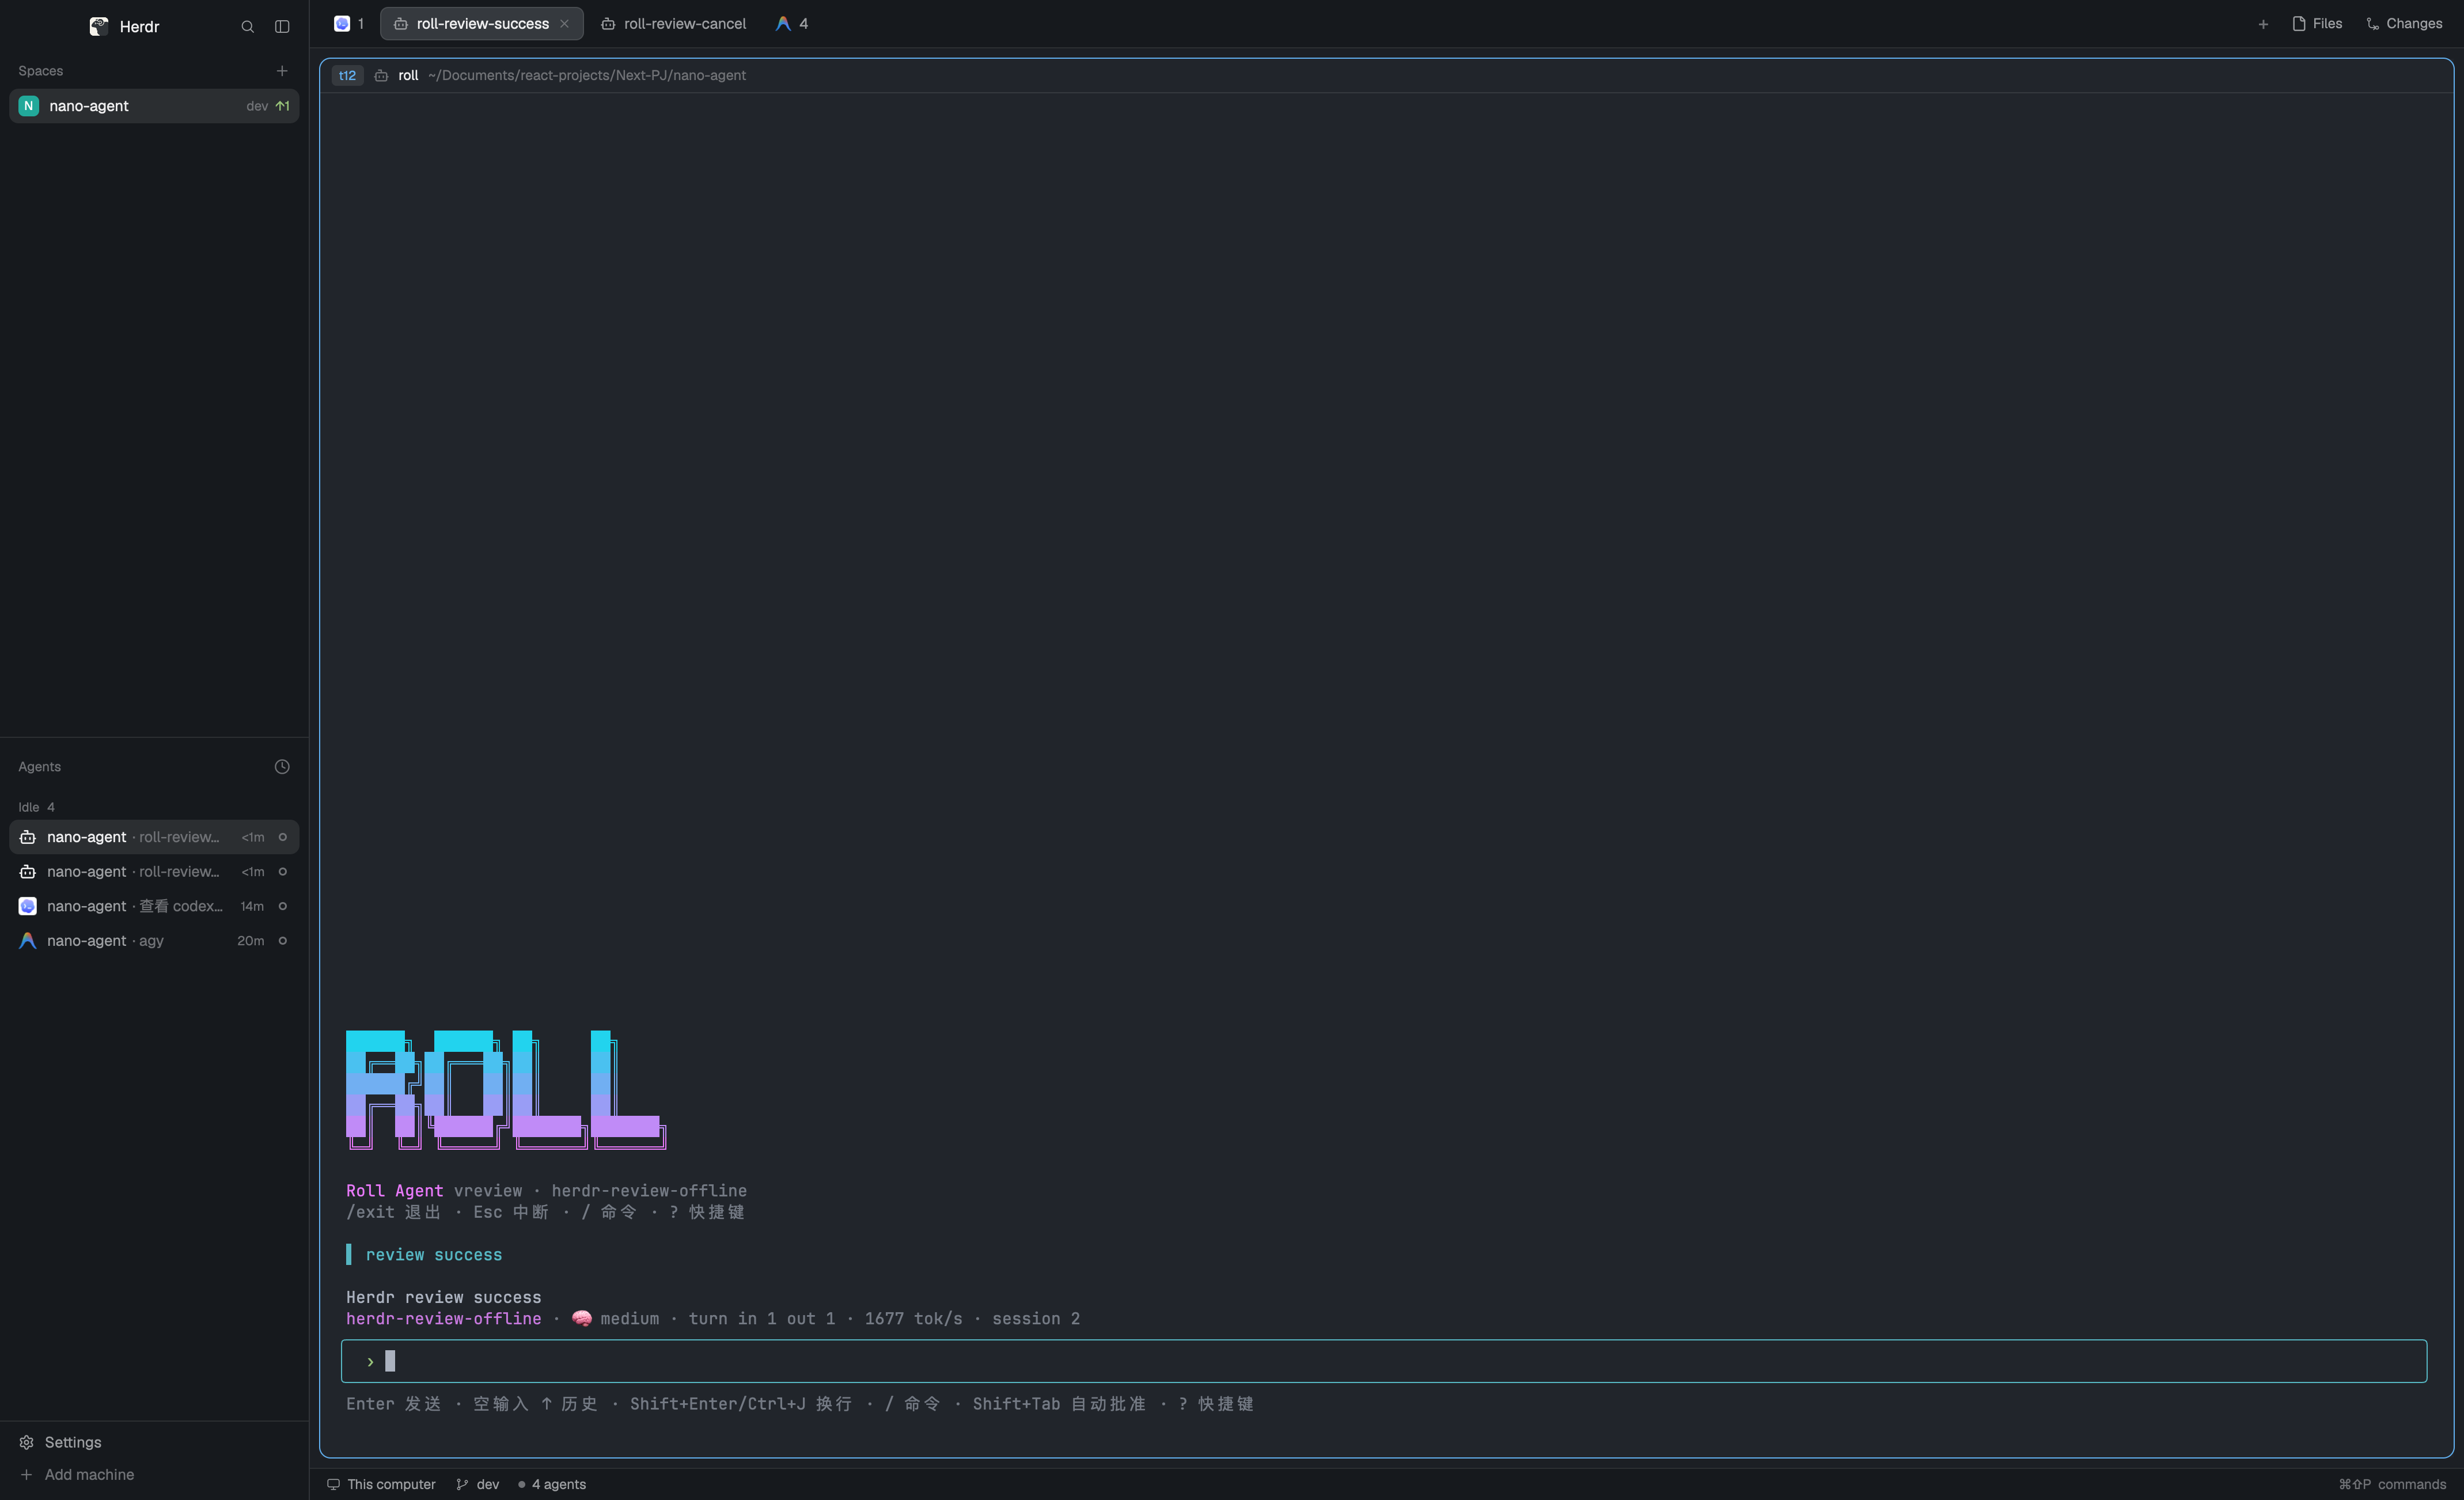 Herdr
Spaces
N nano-agent dev ↑1
Agents
Idle 4
nano-agent · roll-review... <1m
nano-agent · roll-review... <1m
nano-agent · 查看 codex... 14m
nano-agent · agy 20m
Settings
Add machine
1 roll-review-success roll-review-cancel 4 Files Changes
t12 roll ~/Documents/react-projects/Next-PJ/nano-agent
ROLL
Roll Agent vreview · herdr-review-offline
/exit 退出 · Esc 中断 · / 命令 · ? 快捷键
review success
Herdr review success
herdr-review-offline · 🧠 medium · turn in 1 out 1 · 1677 tok/s · session 2
›
Enter 发送 · 空输入 ↑ 历史 · Shift+Enter/Ctrl+J 换行 · / 命令 · Shift+Tab 自动批准 · ? 快捷键
This computer dev 4 agents ⌘⇧P commands